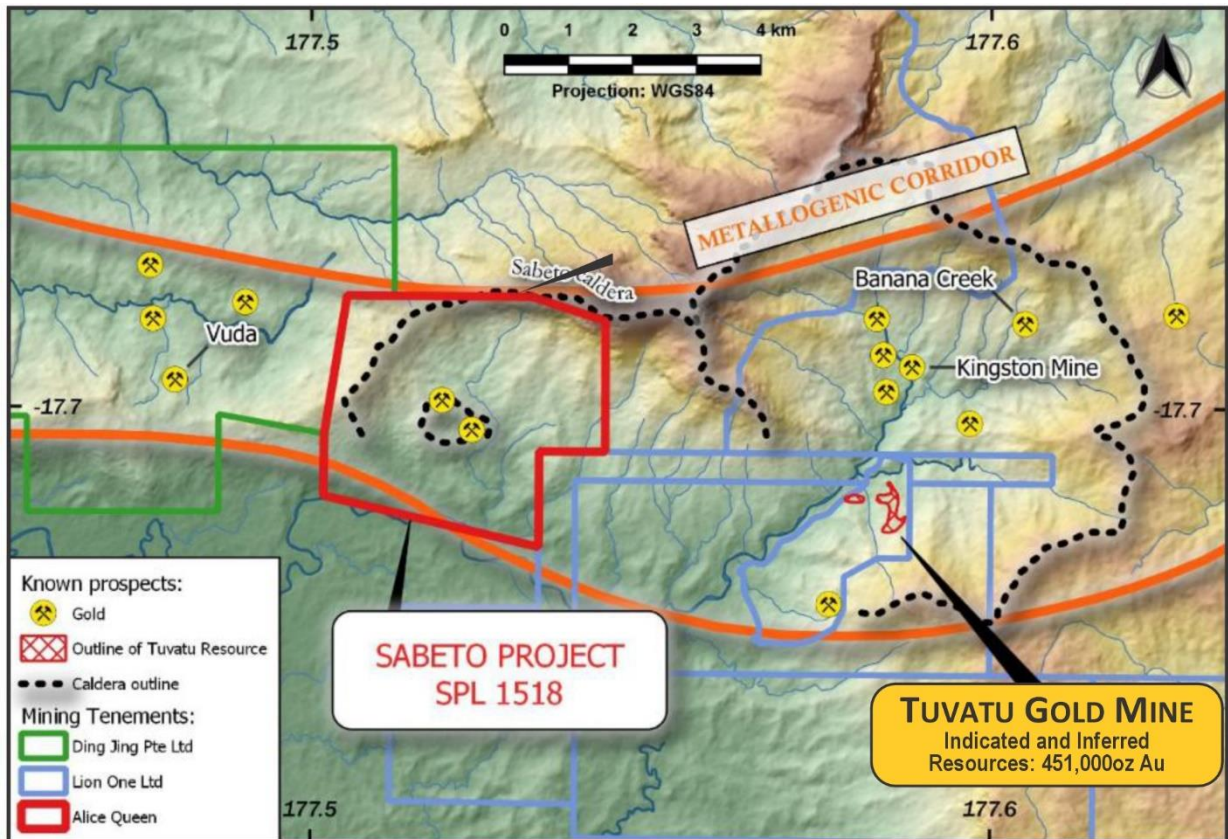 177.5
0 1 2 3 4 km
Projection: WGS84
177.6
METALLOGENIC CORRIDOR
Sabeto caldera
Banana Creek
Vuda
Kingston Mine
-17.7
-17.7
Known prospects:
Gold
Outline of Tuvatu Resource
Caldera outline
Mining Tenements:
Ding Jing Pte Ltd
Lion One Ltd
Alice Queen
SABETO PROJECT
SPL 1518
TUVATU GOLD MINE
Indicated and Inferred
Resources: 451,000oz Au
177.5
177.6